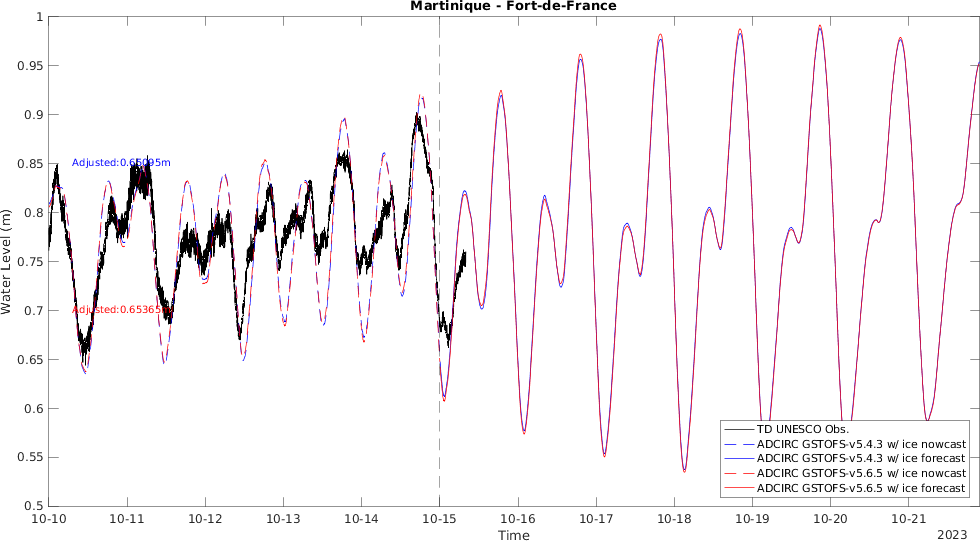 Martinique - Fort-de-France
Water Level (m)
1
0.95
0.9
0.85
0.8
0.75
0.7
0.65
0.6
0.55
0.5
Adjusted:0.65095m
Adjusted:0.65365m
TD UNESCO Obs.
ADCIRC GSTOFS-v5.4.3 w/ ice nowcast
ADCIRC GSTOFS-v5.4.3 w/ ice forecast
ADCIRC GSTOFS-v5.6.5 w/ ice nowcast
ADCIRC GSTOFS-v5.6.5 w/ ice forecast
10-10 10-11 10-12 10-13 10-14 10-15 10-16 10-17 10-18 10-19 10-20 10-21
Time
2023